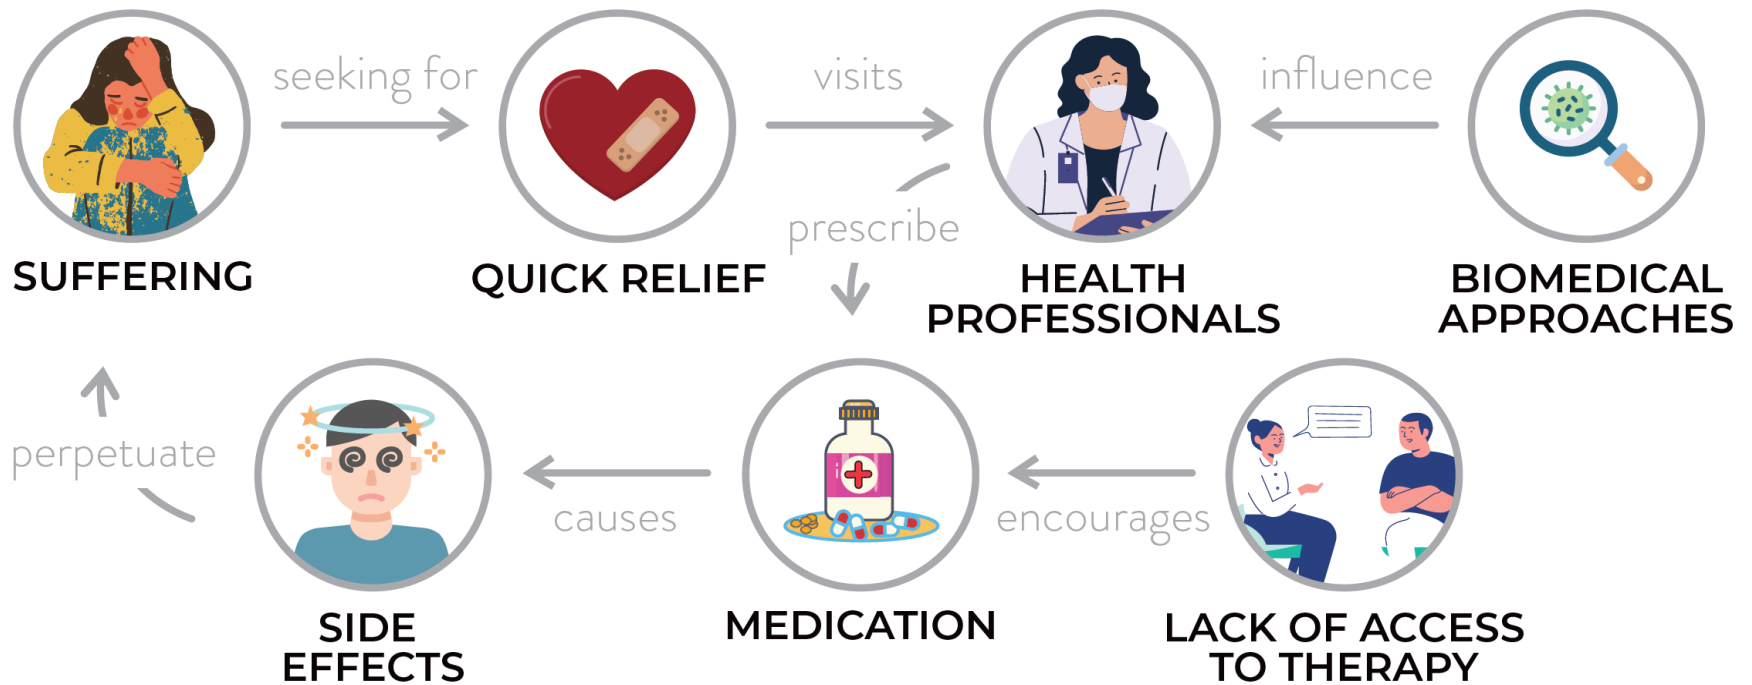 seeking for
visits
influence
prescribe
SUFFERING
QUICK RELIEF
HEALTH
PROFESSIONALS
BIOMEDICAL
APPROACHES
perpetuate
causes
encourages
SIDE
EFFECTS
MEDICATION
LACK OF ACCESS
TO THERAPY